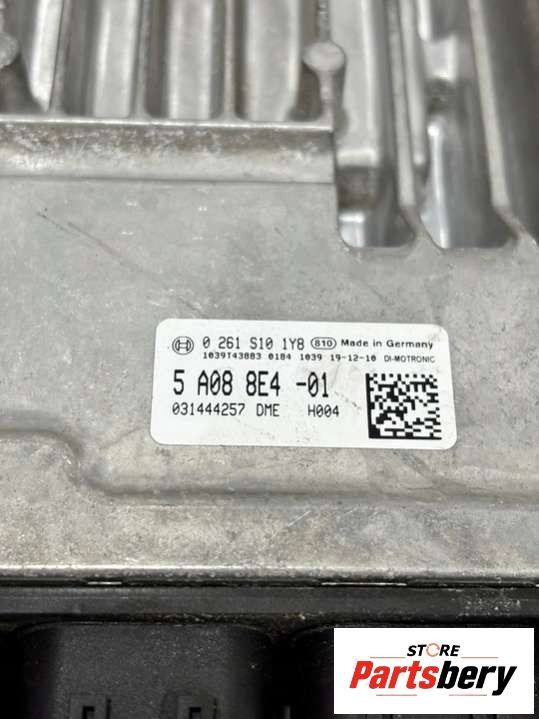 0 261 S10 1Y8 810 Made in Germany
1039T43883 0184 1039 19-12-10 DI-MOTRONIC
5 A08 8E4 -01
031444257 DME H004
STORE
Partsbery